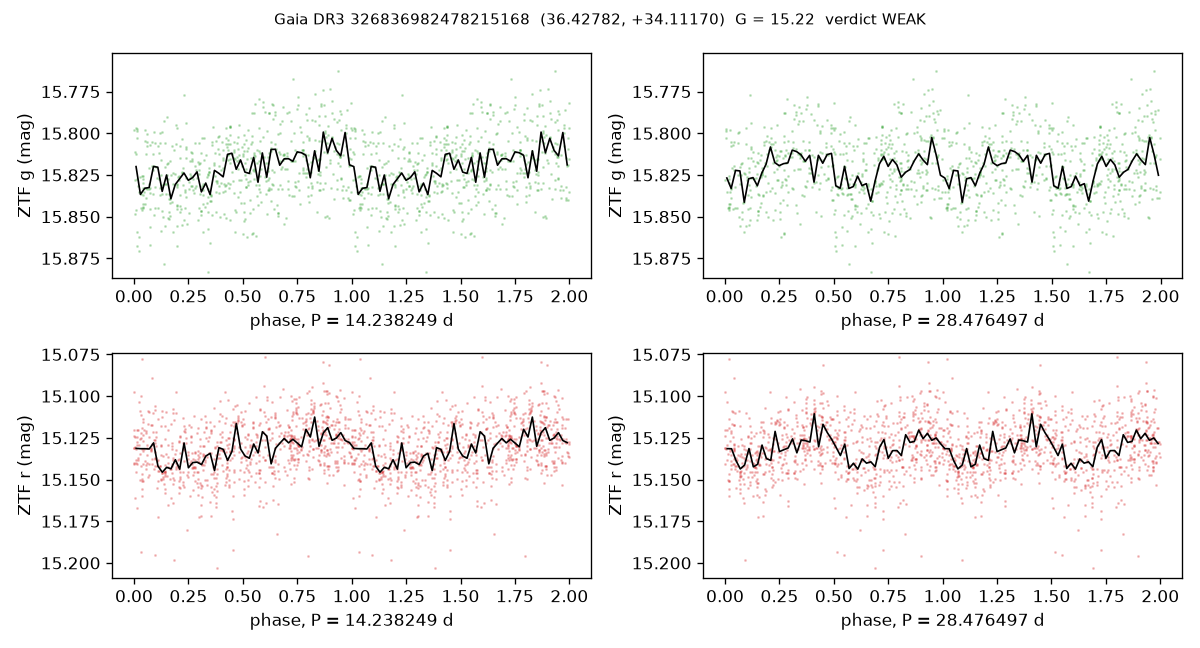 Gaia DR3 326836982478215168  (36.42782, +34.11170)  G = 15.22  verdict WEAK
ZTF g (mag)
15.775
15.800
15.825
15.850
15.875
0.00 0.25 0.50 0.75 1.00 1.25 1.50 1.75 2.00
phase, P = 14.238249 d
ZTF g (mag)
15.775
15.800
15.825
15.850
15.875
0.00 0.25 0.50 0.75 1.00 1.25 1.50 1.75 2.00
phase, P = 28.476497 d
ZTF r (mag)
15.075
15.100
15.125
15.150
15.175
15.200
0.00 0.25 0.50 0.75 1.00 1.25 1.50 1.75 2.00
phase, P = 14.238249 d
ZTF r (mag)
15.075
15.100
15.125
15.150
15.175
15.200
0.00 0.25 0.50 0.75 1.00 1.25 1.50 1.75 2.00
phase, P = 28.476497 d